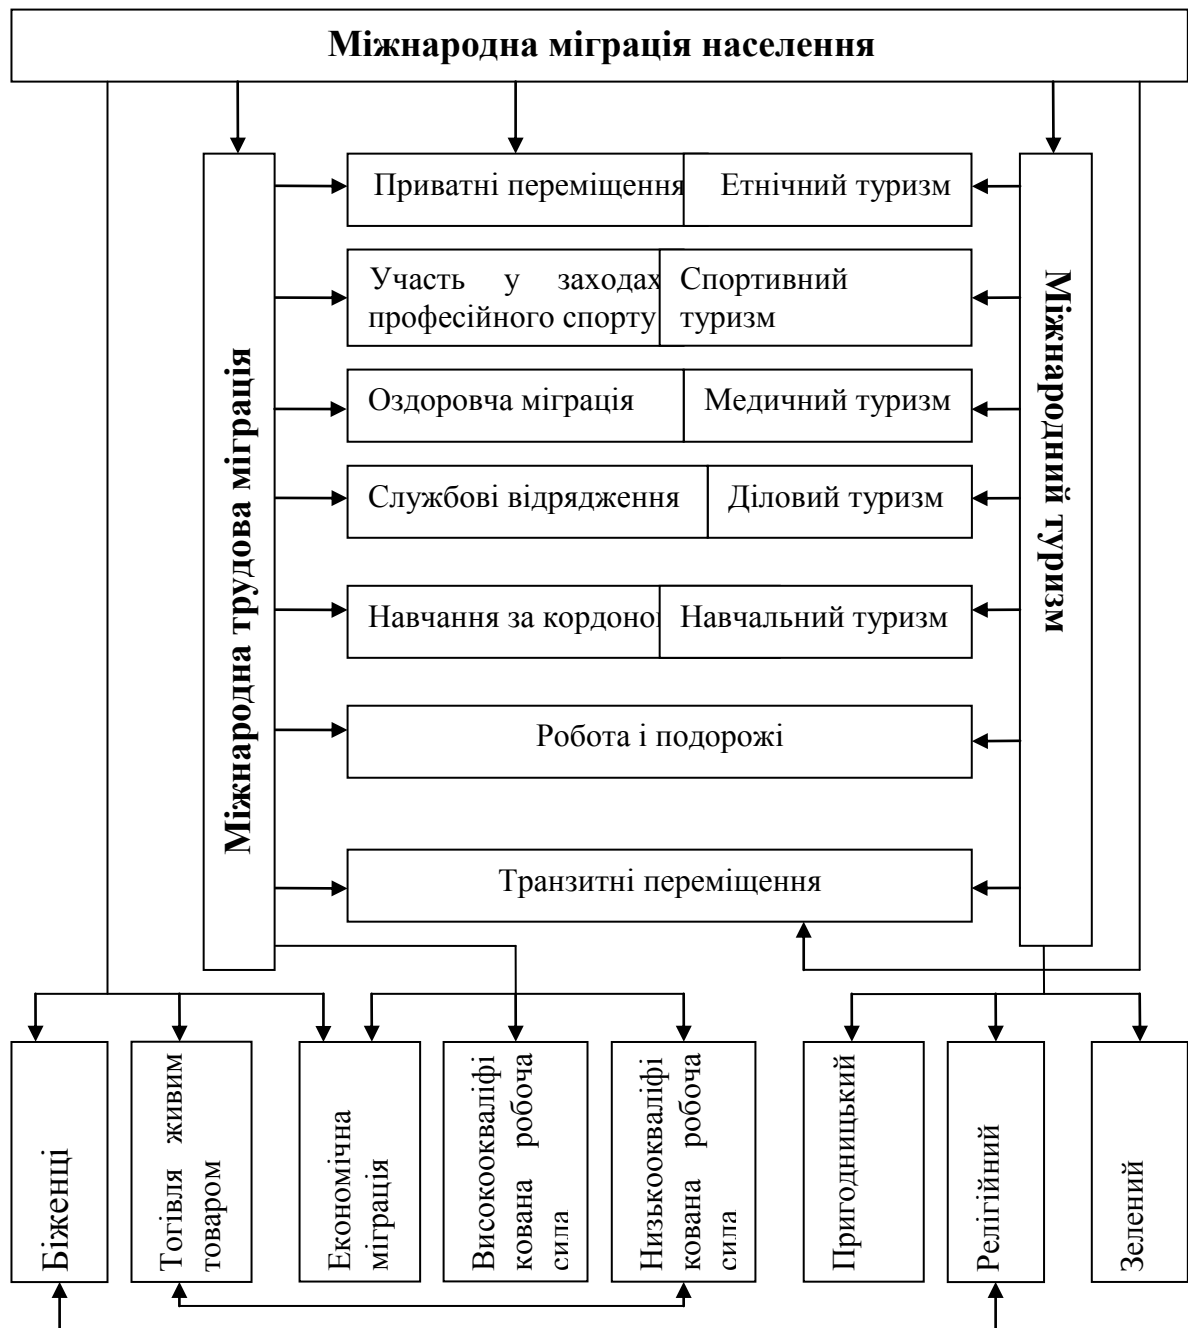 Міжнародна міграція населення
Міжнародна трудова міграція
Приватні переміщення
Етнічний туризм
Участь у заходах
професійного спорту
Спортивний
туризм
Оздоровча міграція
Медичний туризм
Службові відрядження
Діловий туризм
Навчання за кордоно
Навчальний туризм
Робота і подорожі
Транзитні переміщення
Міжнародний туризм
Біженці
Тогівля живим
товаром
Економічна
міграція
Високоокваліфі
кована робоча
сила
Низькоокваліфі
кована робоча
сила
Пригодницький
Релігійний
Зелений